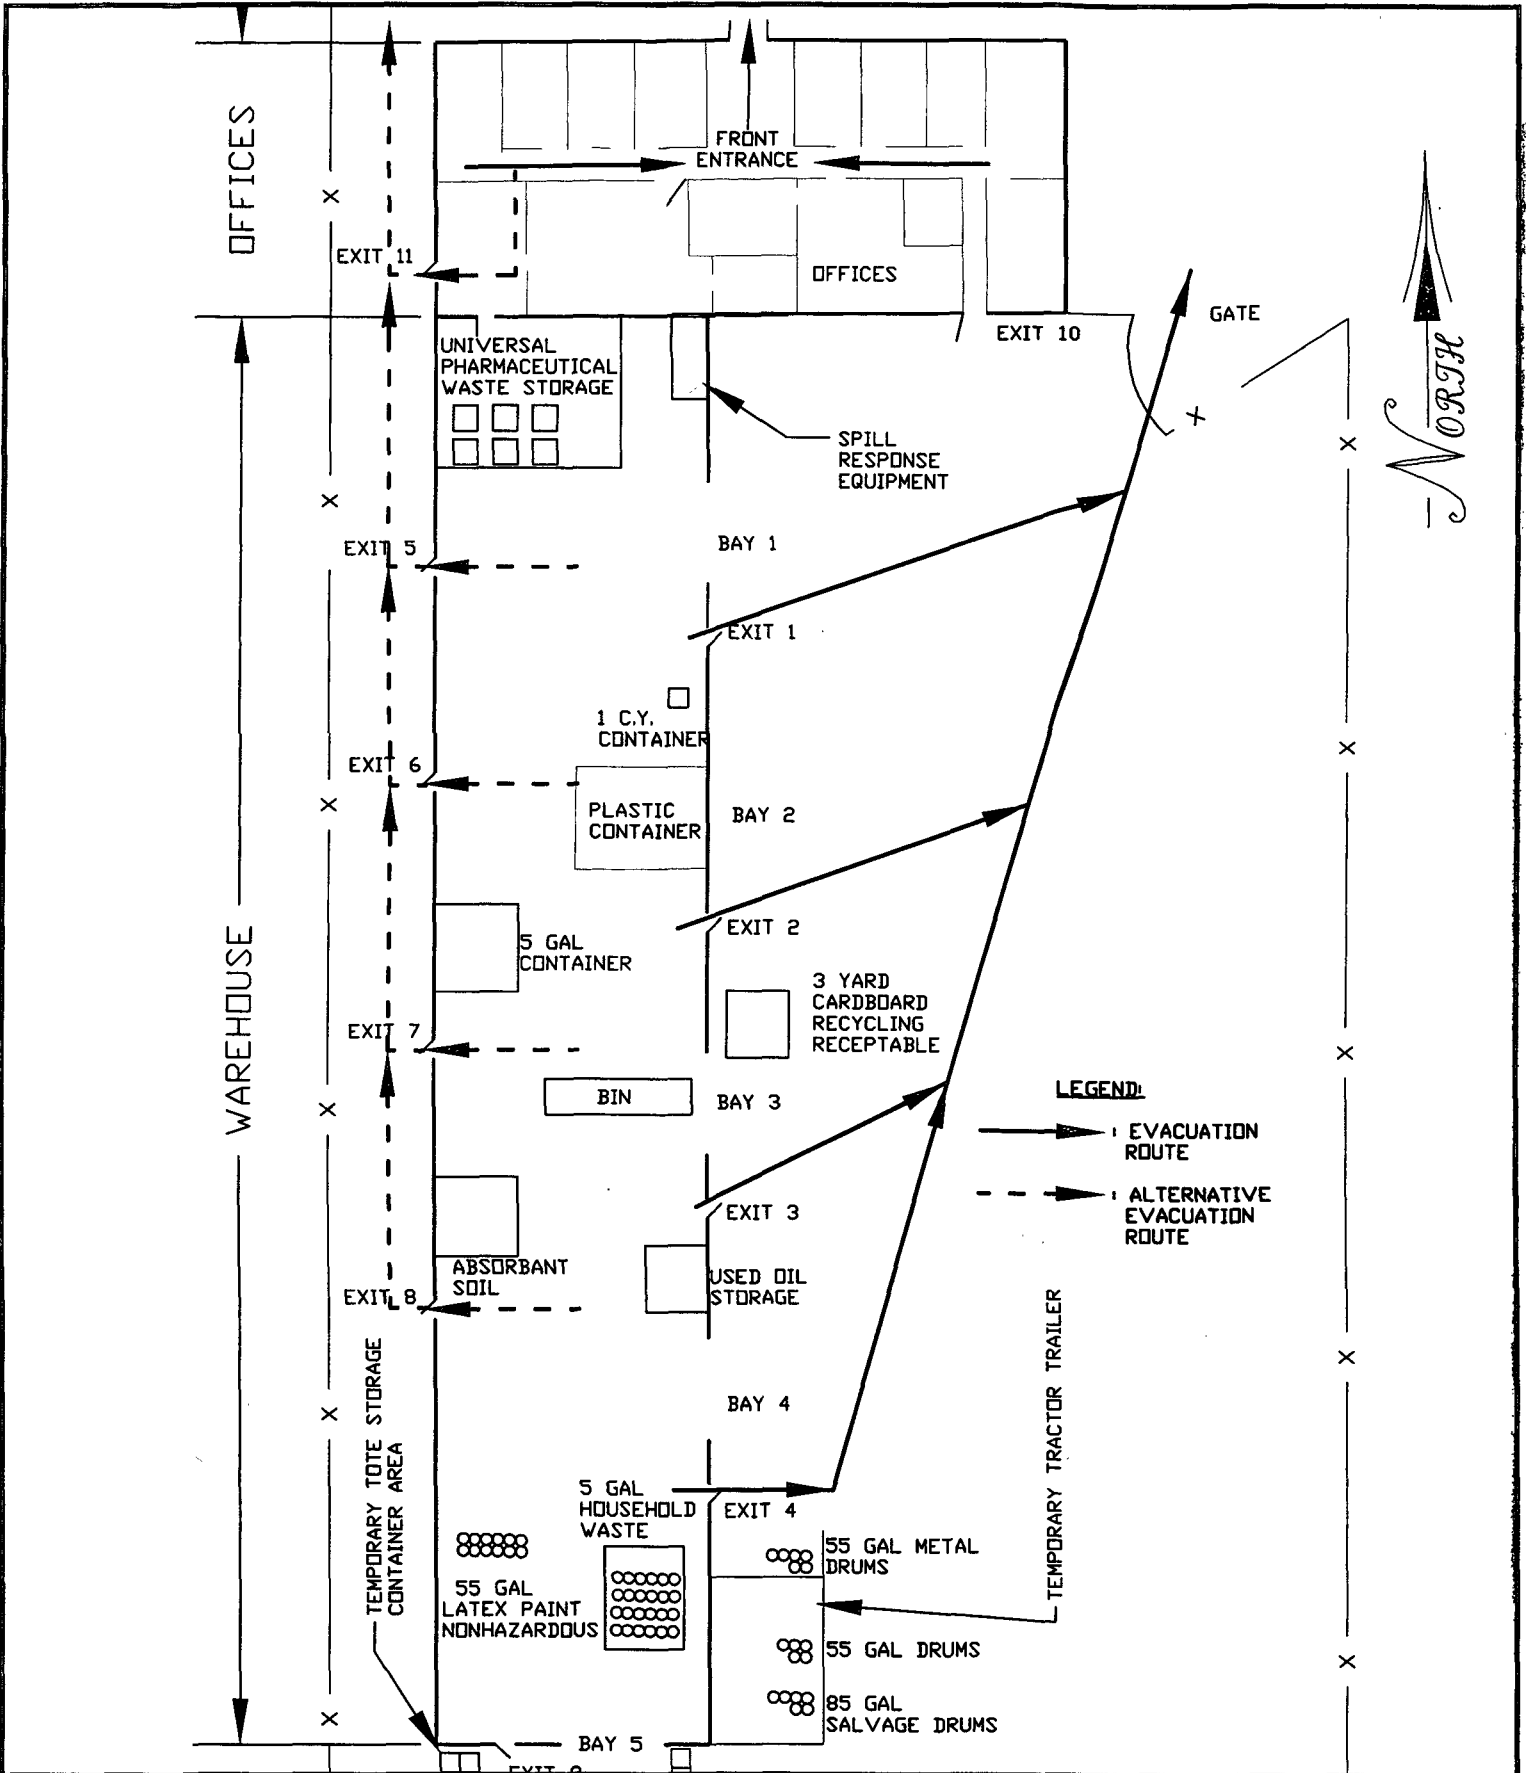 OFFICES
FRONT
ENTRANCE
EXIT 11
OFFICES
GATE
EXIT 10
UNIVERSAL
PHARMACEUTICAL
WASTE STORAGE
NORTH
SPILL
RESPONSE
EQUIPMENT
EXIT 5
BAY 1
EXIT 1
1 C.Y.
CONTAINER
EXIT 6
PLASTIC
CONTAINER
BAY 2
EXIT 2
5 GAL
CONTAINER
WAREHOUSE
3 YARD
CARDBOARD
RECYCLING
RECEPTABLE
EXIT 7
BIN
BAY 3
LEGEND:
: EVACUATION
ROUTE
: ALTERNATIVE
EVACUATION
ROUTE
EXIT 3
ABSORBANT
SOIL
USED OIL
STORAGE
EXIT 8
TEMPORARY TOTE STORAGE
CONTAINER AREA
TEMPORARY TRACTOR TRAILER
BAY 4
5 GAL
HOUSEHOLD
WASTE
EXIT 4
55 GAL METAL
DRUMS
55 GAL
LATEX PAINT
NONHAZARDOUS
55 GAL DRUMS
85 GAL
SALVAGE DRUMS
BAY 5
EXIT